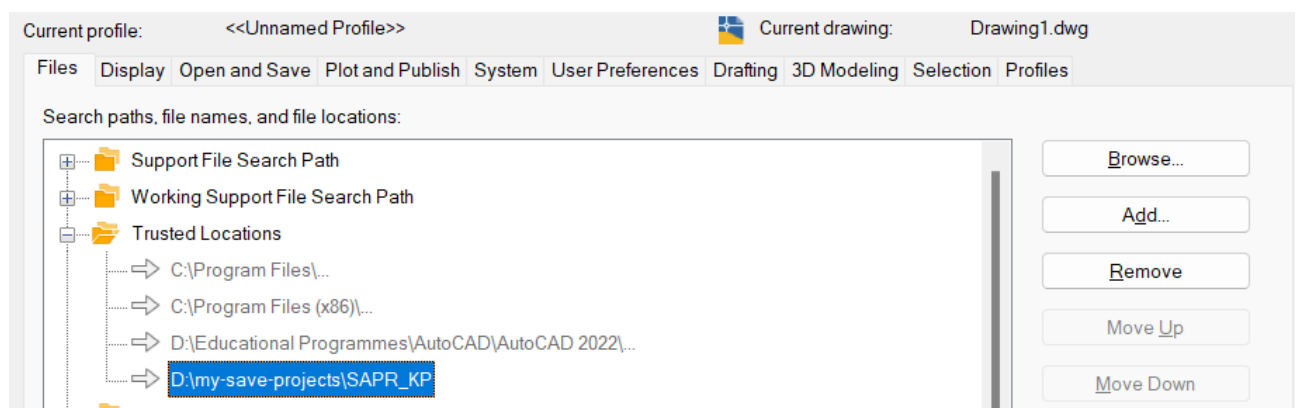 Current profile: <<Unnamed Profile>> Current drawing: Drawing1.dwg
Files Display Open and Save Plot and Publish System User Preferences Drafting 3D Modeling Selection Profiles
Search paths, file names, and file locations:
Support File Search Path
Working Support File Search Path
Trusted Locations
C:\Program Files\...
C:\Program Files (x86)\...
D:\Educational Programmes\AutoCAD\AutoCAD 2022\...
D:\my-save-projects\SAPR_KP
Browse...
Add...
Remove
Move Up
Move Down